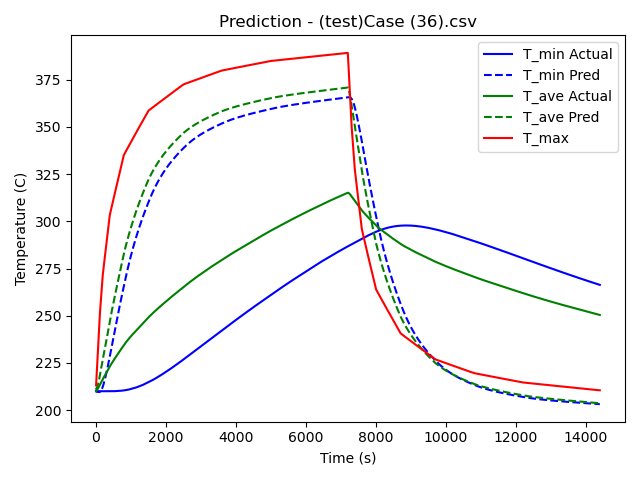 Prediction - (test)Case (36).csv
T_min Actual
T_min Pred
T_ave Actual
T_ave Pred
T_max
Temperature (C)
375
350
325
300
275
250
225
200
0 2000 4000 6000 8000 10000 12000 14000
Time (s)